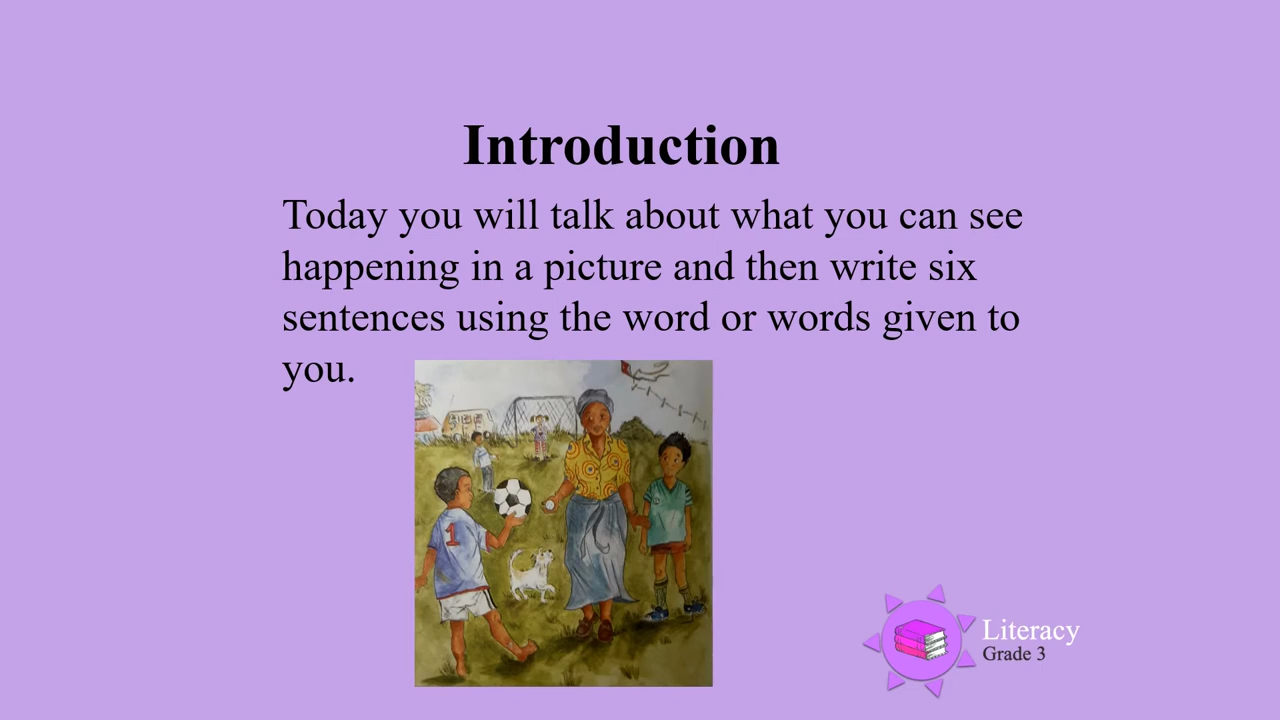 Introduction
Today you will talk about what you can see
happening in a picture and then write six
sentences using the word or words given to
you.
1
Literacy
Grade 3